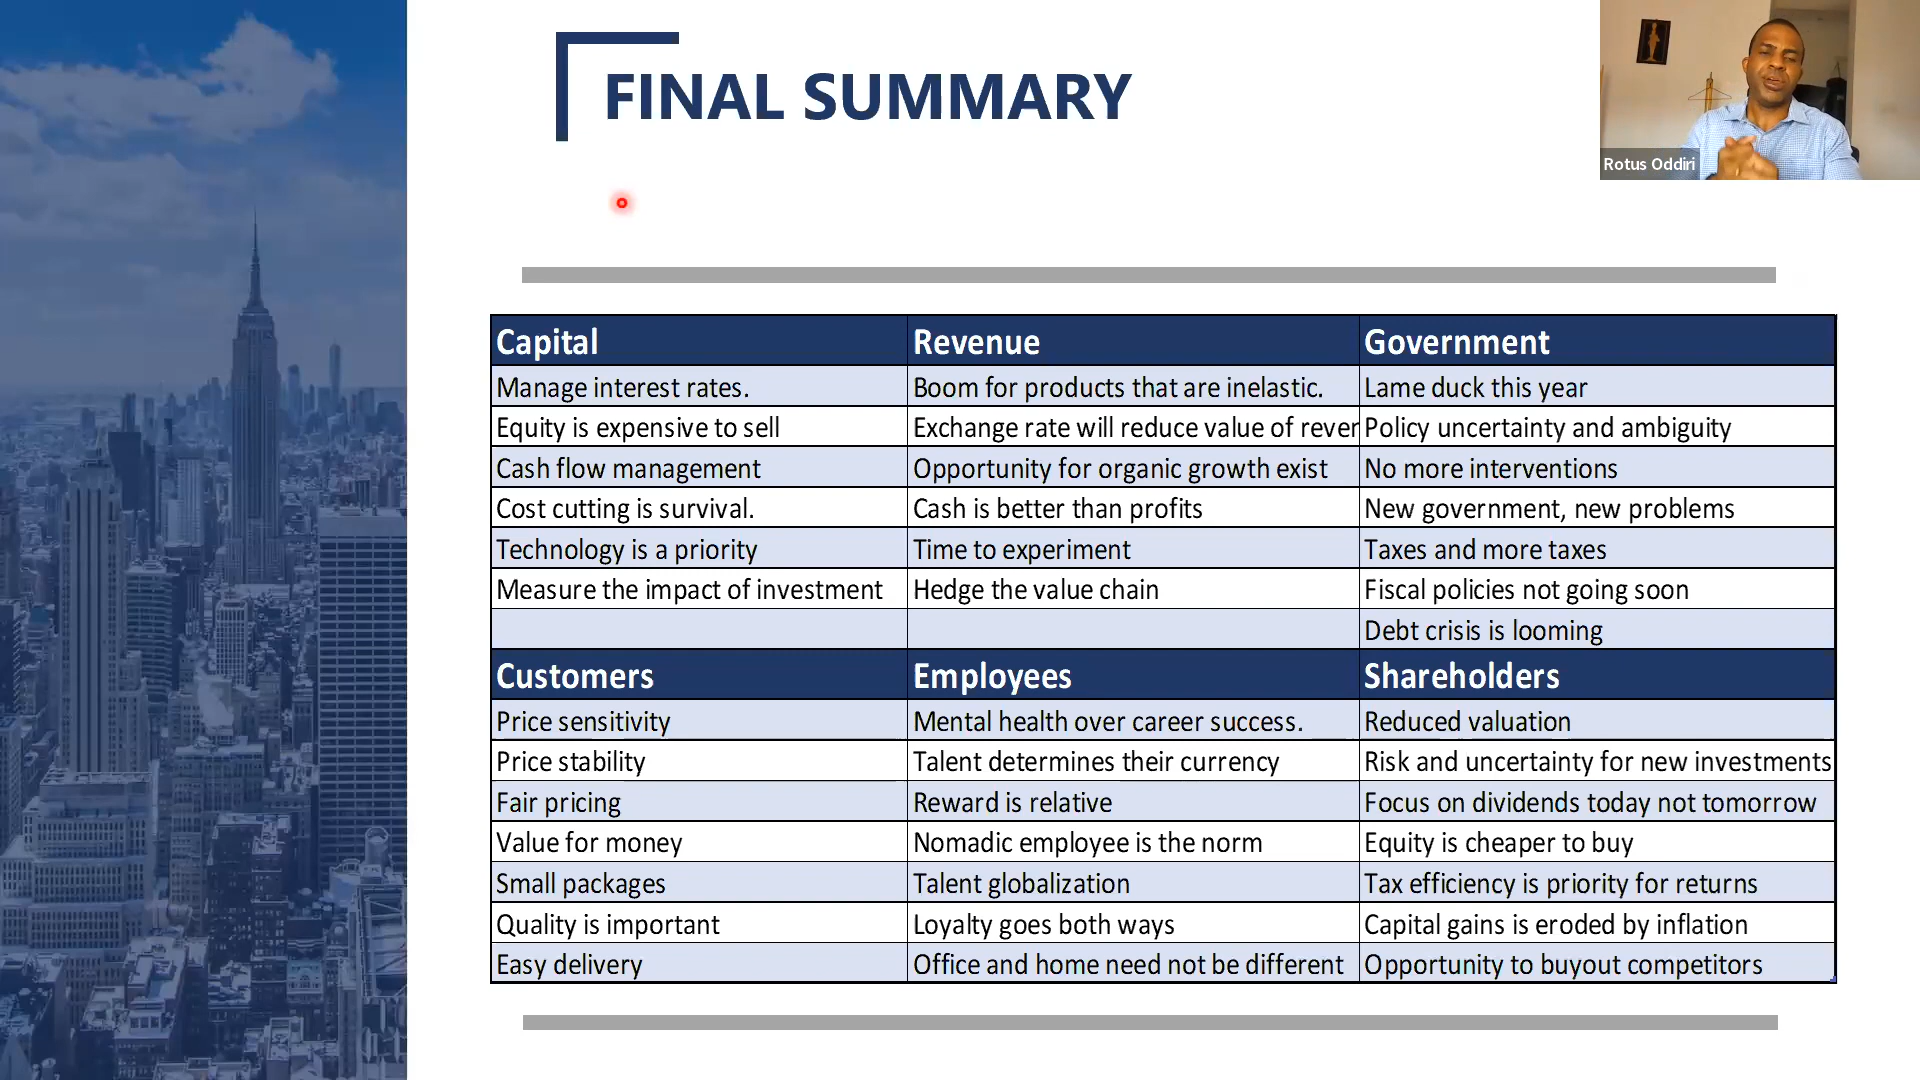 FINAL SUMMARY
Rotus Oddiri
Capital Revenue Government
Manage interest rates. Boom for products that are inelastic. Lame duck this year
Equity is expensive to sell Exchange rate will reduce value of rever Policy uncertainty and ambiguity
Cash flow management Opportunity for organic growth exist No more interventions
Cost cutting is survival. Cash is better than profits New government, new problems
Technology is a priority Time to experiment Taxes and more taxes
Measure the impact of investment Hedge the value chain Fiscal policies not going soon
Debt crisis is looming
Customers Employees Shareholders
Price sensitivity Mental health over career success. Reduced valuation
Price stability Talent determines their currency Risk and uncertainty for new investments
Fair pricing Reward is relative Focus on dividends today not tomorrow
Value for money Nomadic employee is the norm Equity is cheaper to buy
Small packages Talent globalization Tax efficiency is priority for returns
Quality is important Loyalty goes both ways Capital gains is eroded by inflation
Easy delivery Office and home need not be different Opportunity to buyout competitors